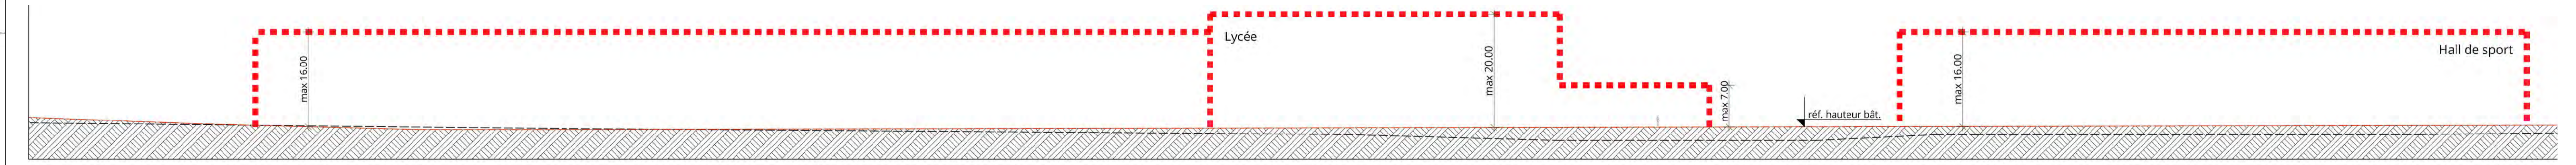 max 16.00
Lycée
max 20.00
max 7.00
réf. hauteur bât.
max 16.00
Hall de sport